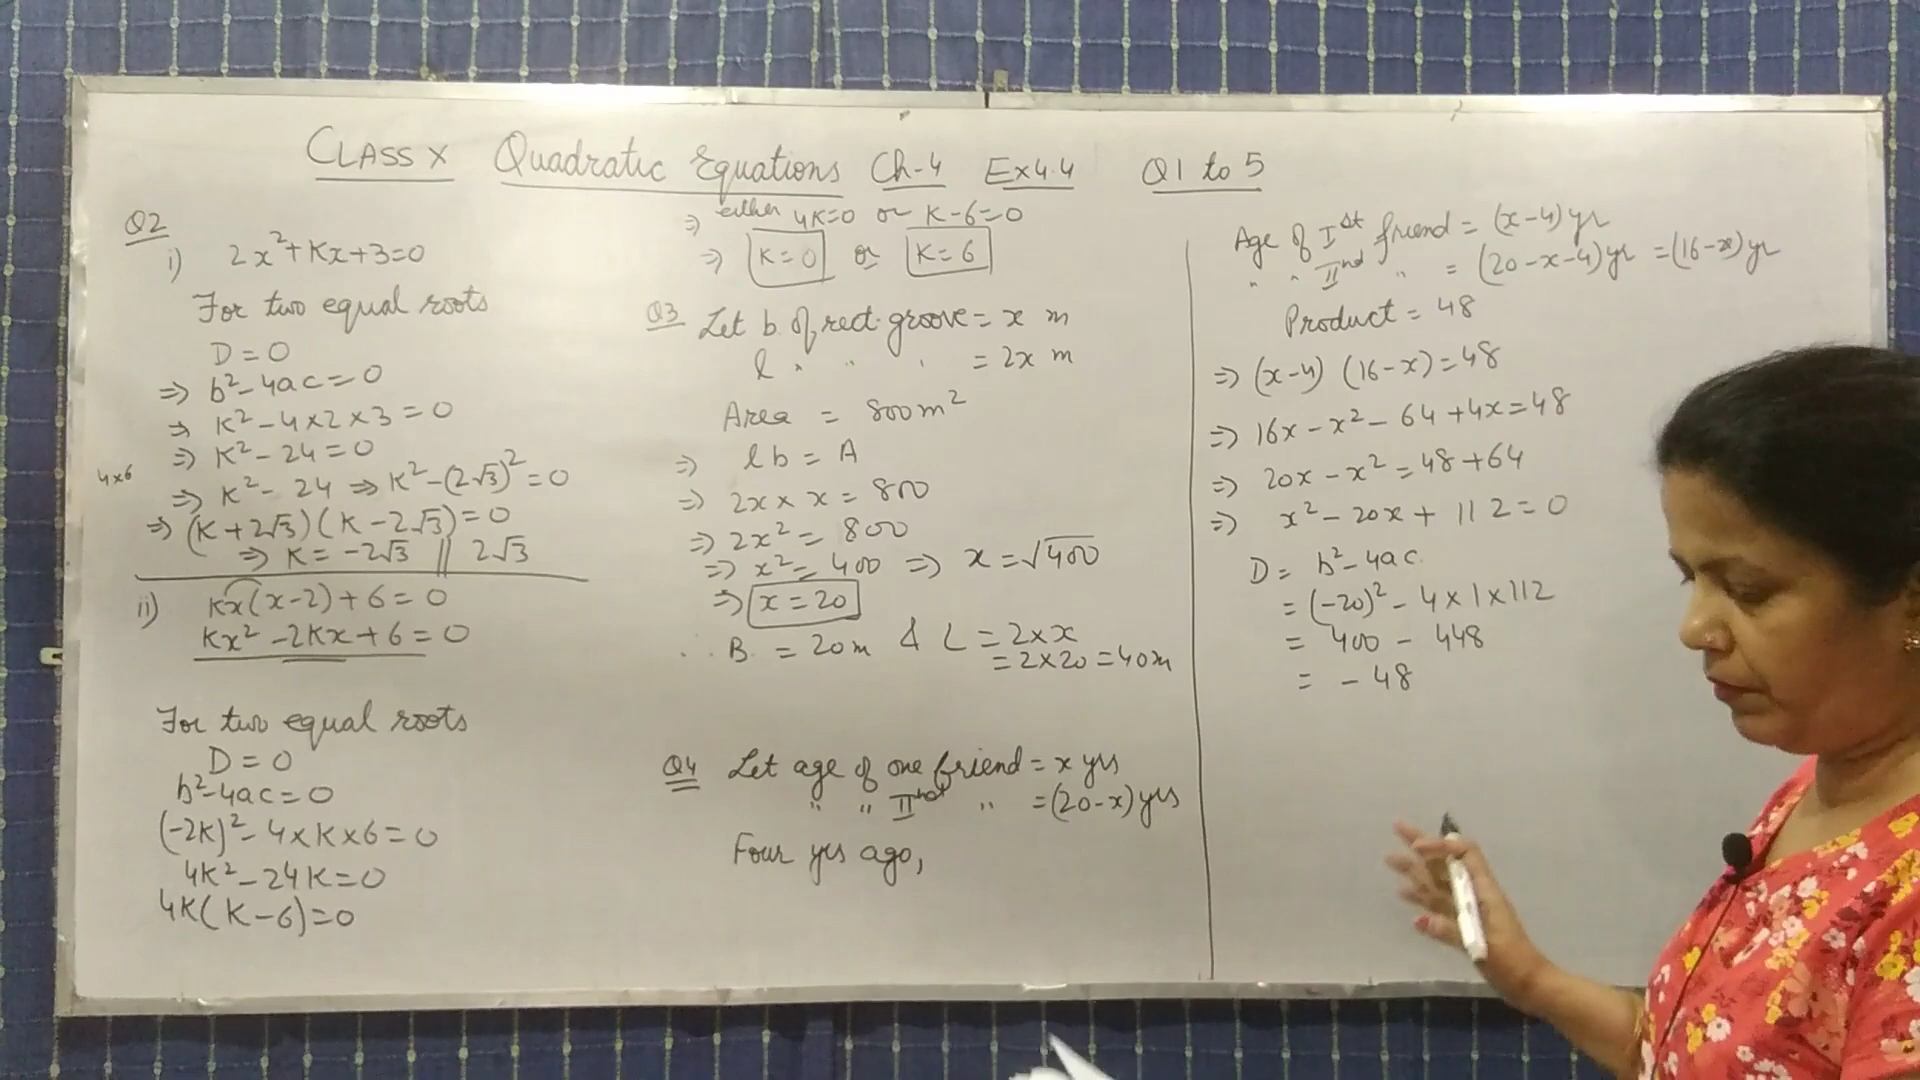 CLASS X Quadratic Equations Ch-4 Ex 4.4 Q1 to 5
Q2
i) 2x²+Kx+3=0
For two equal roots
D=0
⇒ b²-4ac=0
⇒ K²-4×2×3=0
⇒ K²-24=0
4×6
⇒ K²-24 ⇒ K²-(2√3)²=0
⇒ (K+2√3)(K-2√3)=0
⇒ K=-2√3 || 2√3
ii) Kx(x-2)+6=0
Kx²-2Kx+6=0
For two equal roots
D=0
b²-4ac=0
(-2K)²-4×K×6=0
4K²-24K=0
4K(K-6)=0
⇒ either 4K=0 or K-6=0
⇒ K=0 or K=6
Q3 Let b. of rect. groove = x m
l " " " = 2x m
Area = 800m²
⇒ lb = A
⇒ 2x × x = 800
⇒ 2x² = 800
⇒ x² = 400 ⇒ x = √400
⇒ x=20
∴ B = 20m & L = 2×x
= 2×20 = 40m
Q4 Let age of one friend = x yrs
" " IInd " = (20-x) yrs
Four yrs ago,
Age of Ist friend = (x-4) yr
" " IInd " = (20-x-4) yr = (16-x) yr
Product = 48
⇒ (x-4) (16-x) = 48
⇒ 16x-x²-64+4x=48
⇒ 20x-x²=48+64
⇒ x²-20x+112=0
D = b²-4ac
= (-20)²-4×1×112
= 400-448
= -48